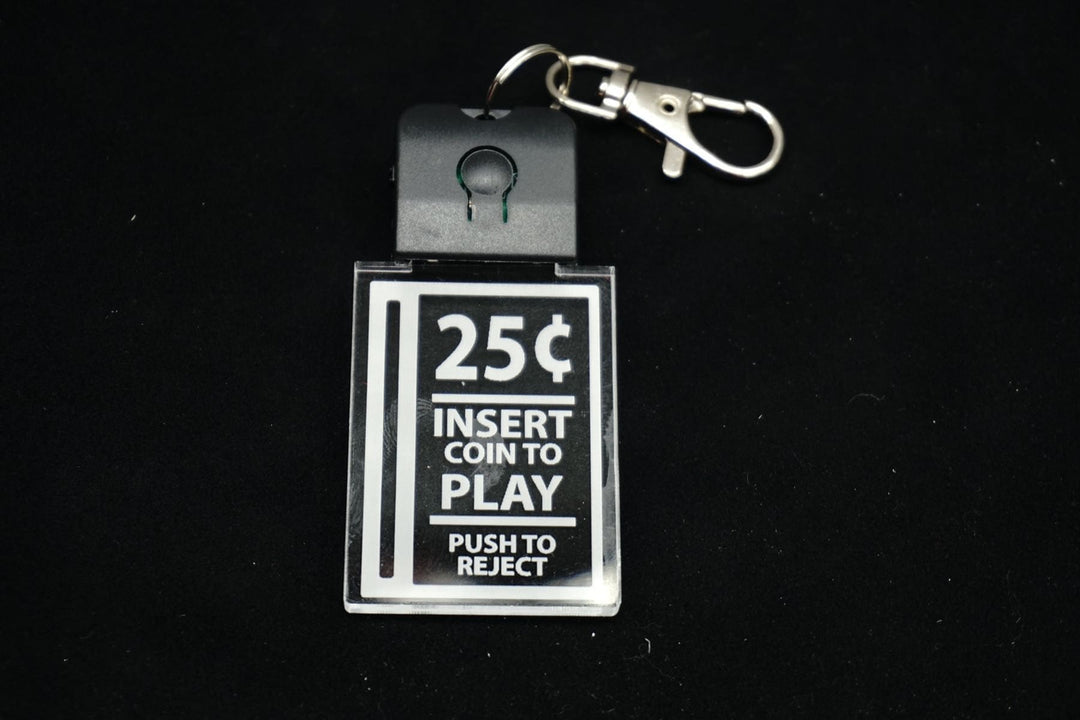 25¢
INSERT
COIN TO
PLAY
PUSH TO
REJECT